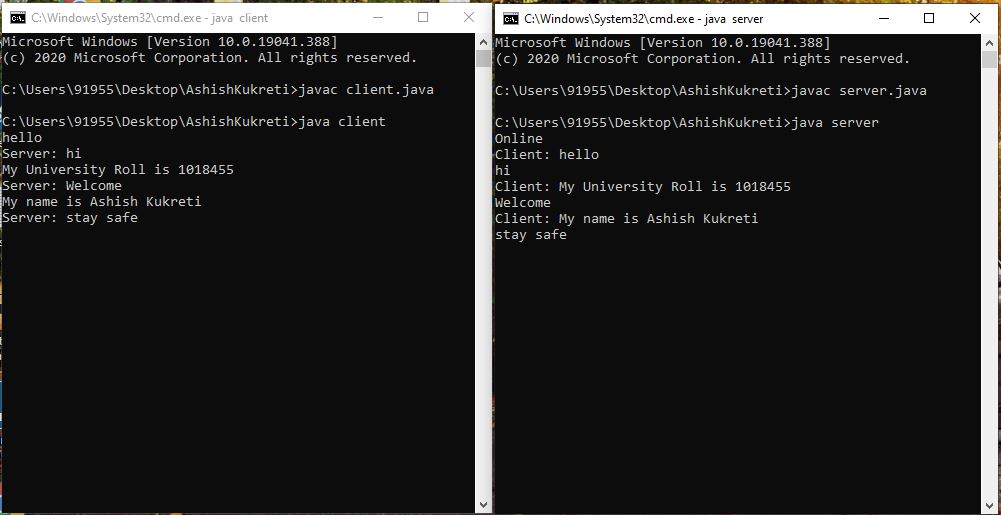 C:\Windows\System32\cmd.exe - java  client
Microsoft Windows [Version 10.0.19041.388]
(c) 2020 Microsoft Corporation. All rights reserved.
C:\Users\91955\Desktop\AshishKukreti>javac client.java
C:\Users\91955\Desktop\AshishKukreti>java client
hello
Server: hi
My University Roll is 1018455
Server: Welcome
My name is Ashish Kukreti
Server: stay safe
C:\Windows\System32\cmd.exe - java  server
Microsoft Windows [Version 10.0.19041.388]
(c) 2020 Microsoft Corporation. All rights reserved.
C:\Users\91955\Desktop\AshishKukreti>javac server.java
C:\Users\91955\Desktop\AshishKukreti>java server
Online
Client: hello
hi
Client: My University Roll is 1018455
Welcome
Client: My name is Ashish Kukreti
stay safe